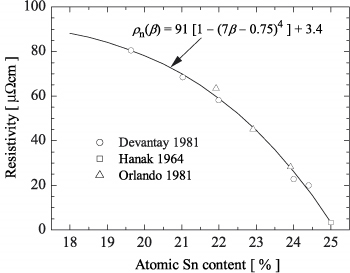 100
80
60
40
20
0
Resistivity [ μΩcm ]
ρn(β) = 91 [1 – (7β – 0.75)⁴ ] + 3.4
Devantay 1981
Hanak 1964
Orlando 1981
18 19 20 21 22 23 24 25
Atomic Sn content [ % ]